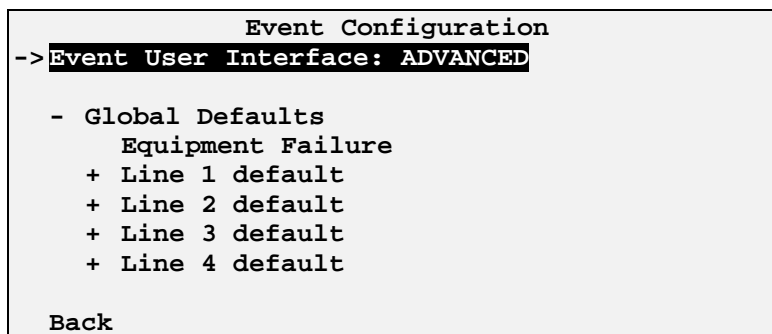 Event Configuration
->Event User Interface: ADVANCED
- Global Defaults
Equipment Failure
+ Line 1 default
+ Line 2 default
+ Line 3 default
+ Line 4 default
Back